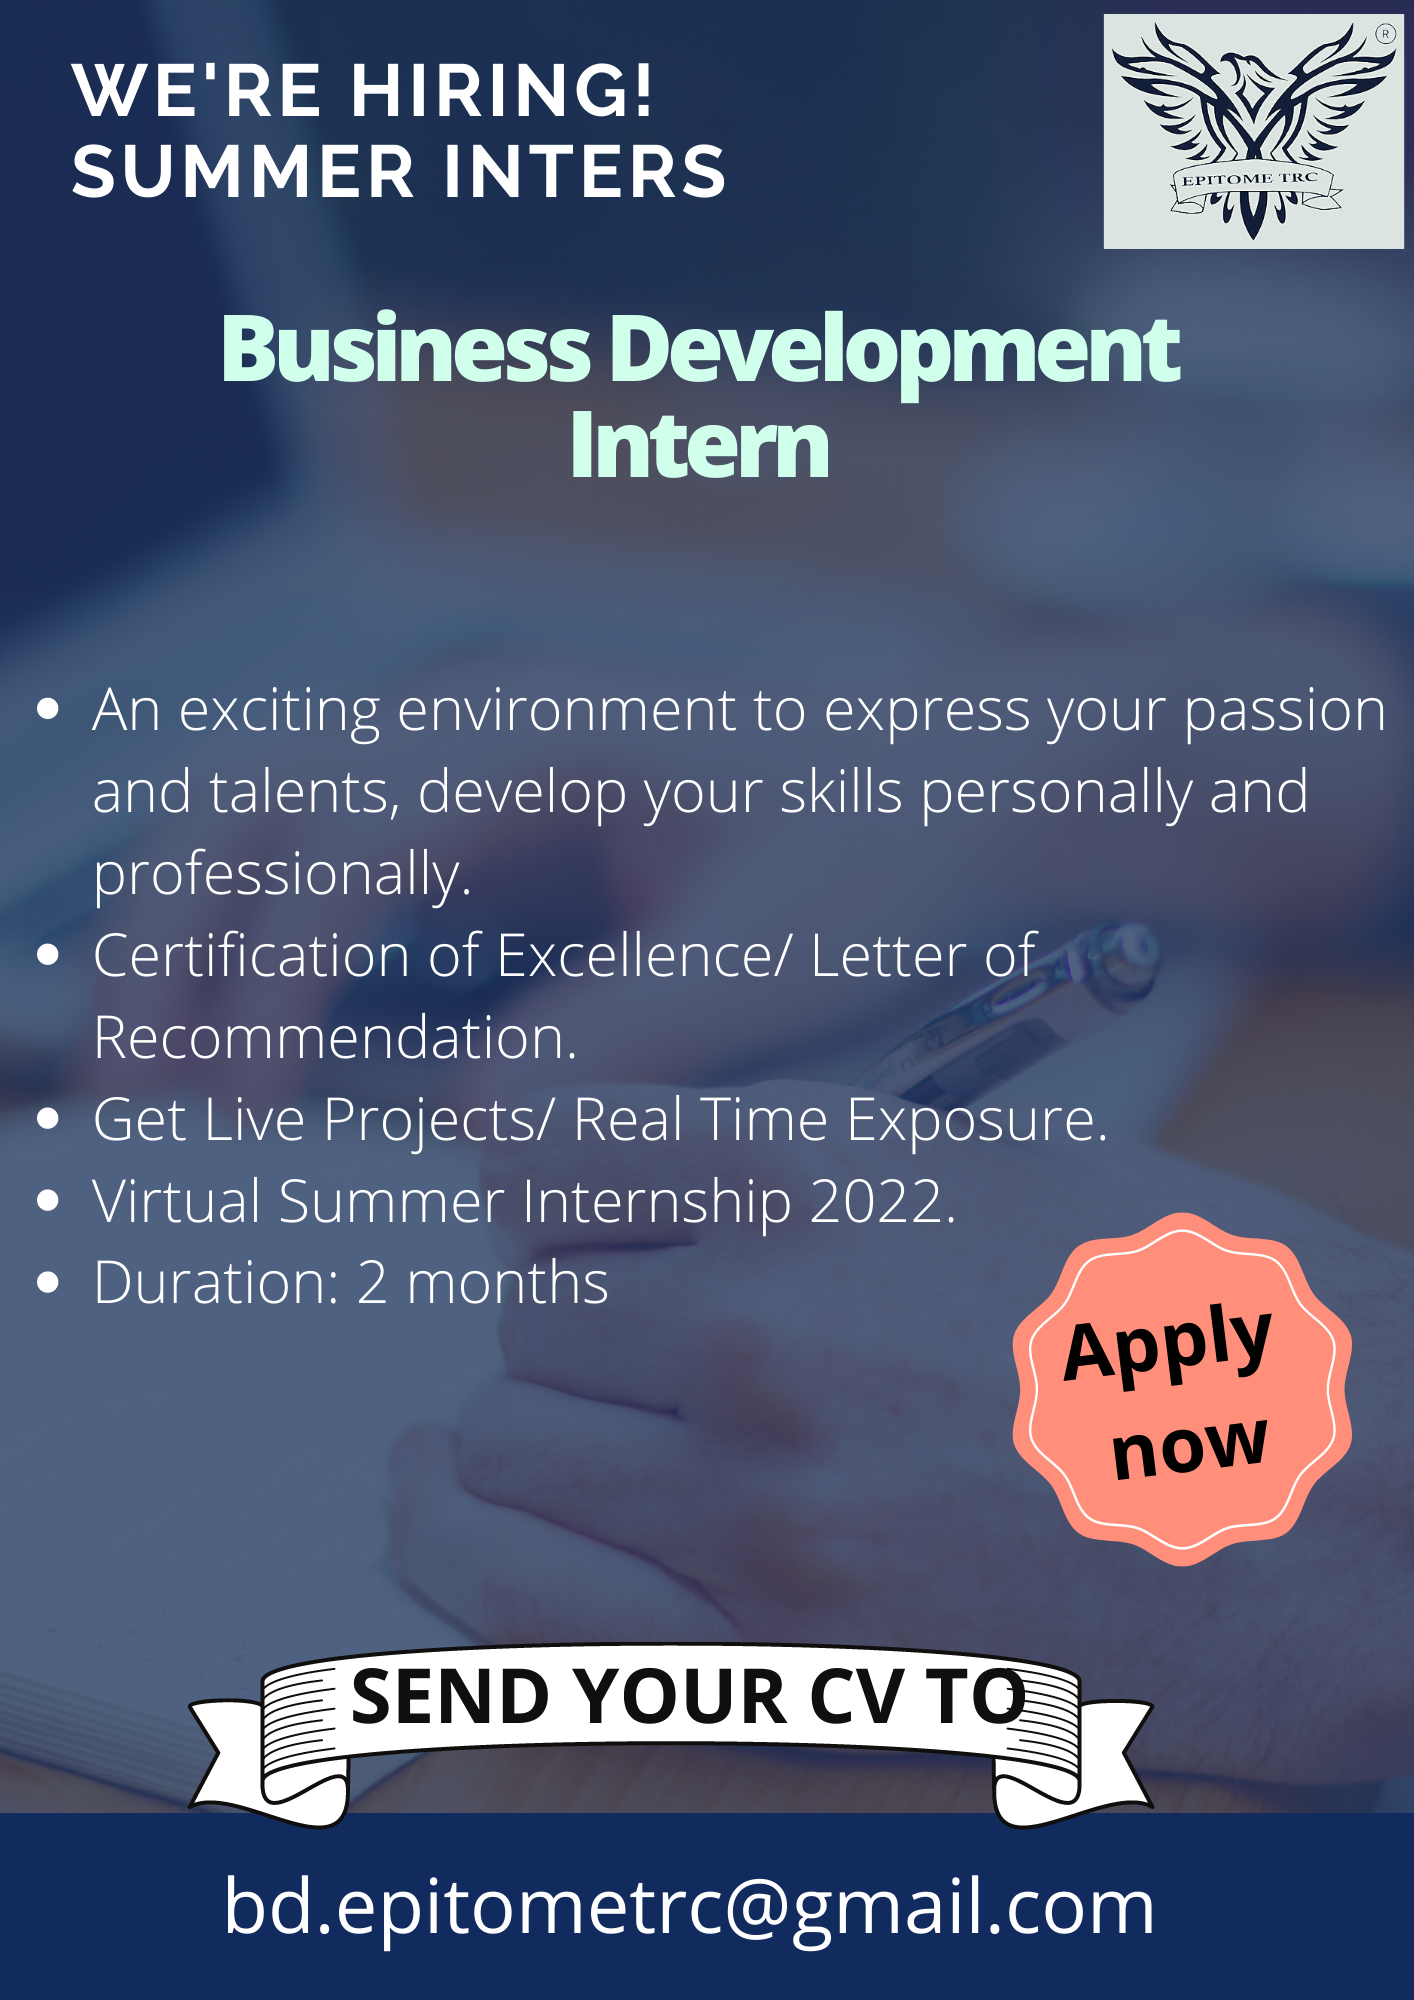 WE'RE HIRING!
SUMMER INTERS
®
EPITOME TRC
Business Development
Intern
• An exciting environment to express your passion
and talents, develop your skills personally and
professionally.
• Certification of Excellence/ Letter of
Recommendation.
• Get Live Projects/ Real Time Exposure.
• Virtual Summer Internship 2022.
• Duration: 2 months
Apply
now
SEND YOUR CV TO
bd.epitometrc@gmail.com